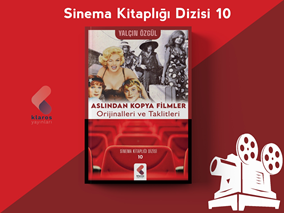 Sinema Kitaplığı Dizisi 10
YALÇIN ÖZGÜL
ASLINDAN KOPYA FİLMLER
Orijinalleri ve Taklitleri
SİNEMA KİTAPLIĞI DİZİSİ
10
klaros
yayınları